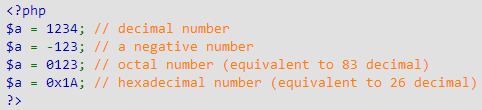 <?php
$a = 1234; // decimal number
$a = -123; // a negative number
$a = 0123; // octal number (equivalent to 83 decimal)
$a = 0x1A; // hexadecimal number (equivalent to 26 decimal)
?>